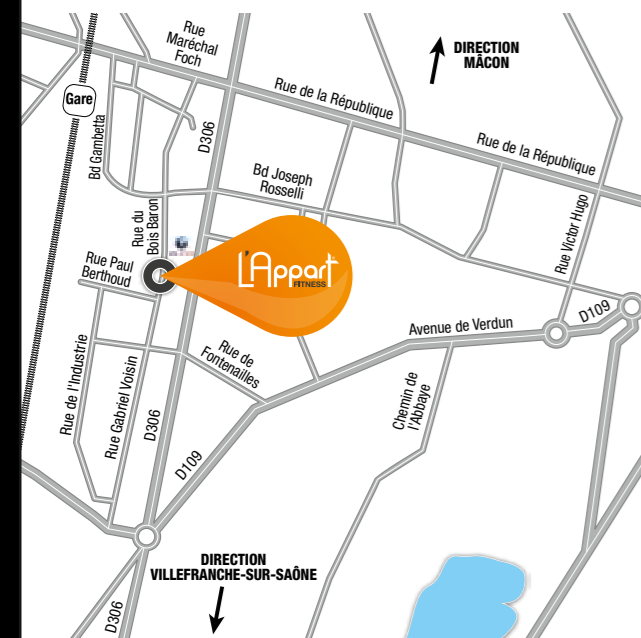 Rue
Maréchal
Foch
DIRECTION
MÂCON
Gare
Rue de la République
Bd Gambetta
D306
Rue de la République
Bd Joseph
Rosselli
Rue du
Bois Baron
Rue Victor Hugo
Rue Paul
Berthoud
L'Appart
FITNESS
D109
Avenue de Verdun
Rue de l'Industrie
Rue Gabriel Voisin
D306
Rue de
Fontenailles
Chemin de
l'Abbaye
D109
DIRECTION
VILLEFRANCHE-SUR-SAÔNE
D306